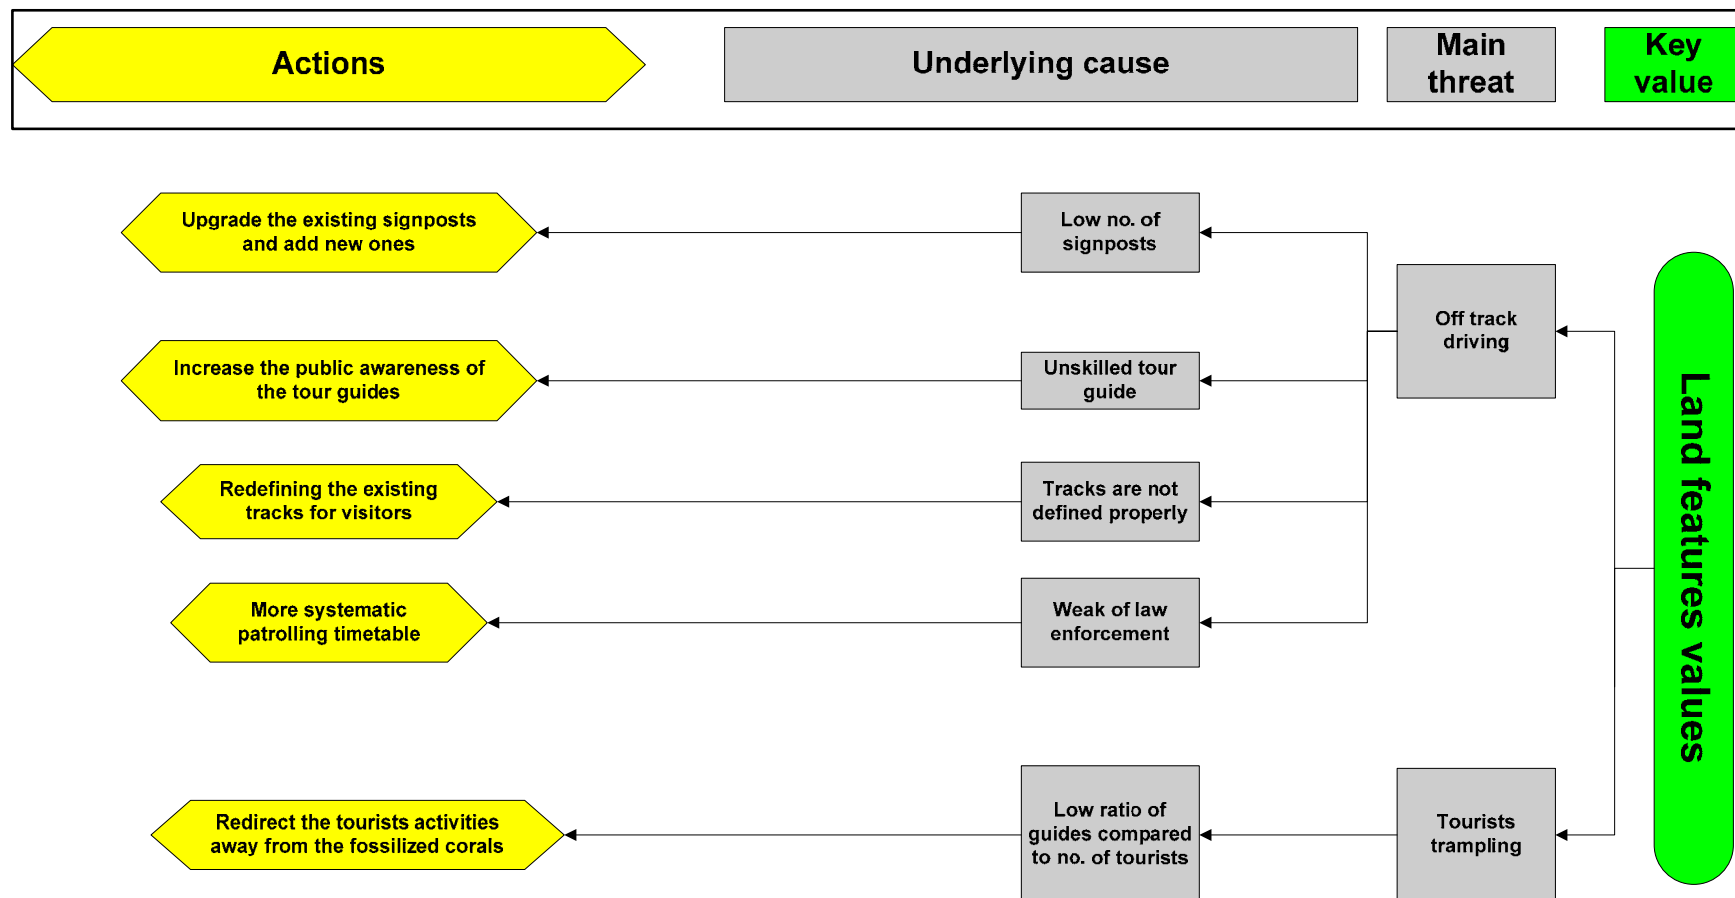 Actions
Underlying cause
Main
threat
Key
value
Upgrade the existing signposts
and add new ones
Low no. of
signposts
Off track
driving
Increase the public awareness of
the tour guides
Unskilled tour
guide
Redefining the existing
tracks for visitors
Tracks are not
defined properly
More systematic
patrolling timetable
Weak of law
enforcement
Redirect the tourists activities
away from the fossilized corals
Low ratio of
guides compared
to no. of tourists
Tourists
trampling
Land features values